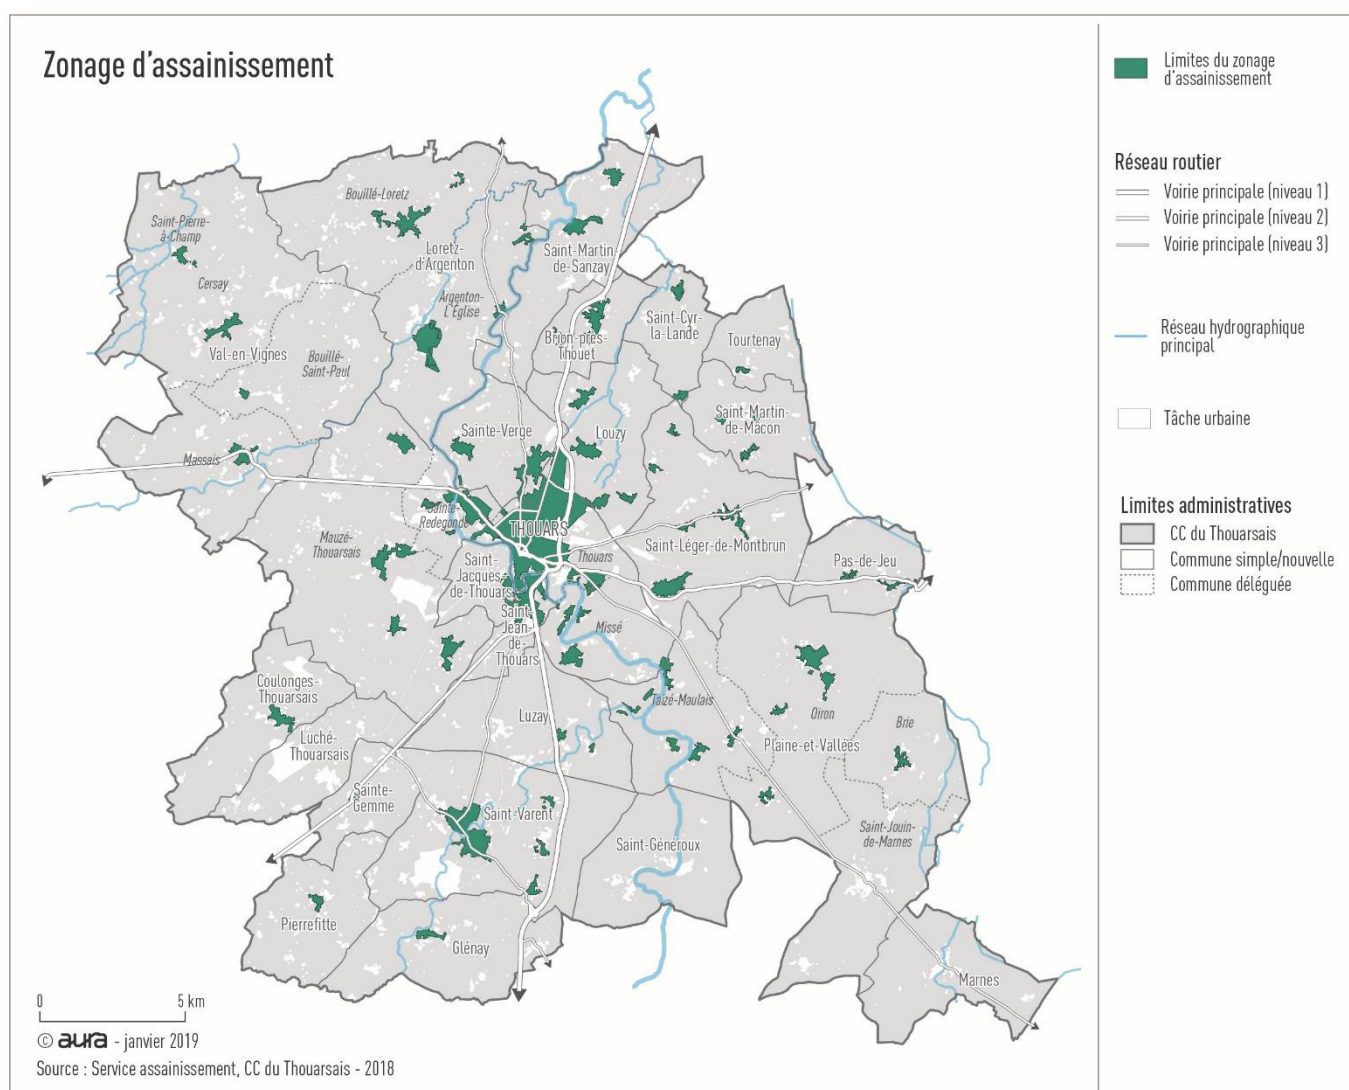 Zonage d'assainissement
Bouillé-Loretz
Saint-Pierre-
à-Champ
Loretz-
d'Argenton
Saint-Martin-
de-Sanzay
Cersay
Argenton-
L'Église
Saint-Cyr-
la-Lande
Brion-près-
Thouet
Tourtenay
Val-en-Vignes
Bouillé-
Saint-Paul
Saint-Martin-
de-Mâcon
Sainte-Verge
Louzy
Massais
Sainte-
Redegonde
THOUARS
Mauzé-
Thouarsais
Thouars
Saint-Léger-de-Montbrun
Pas-de-Jeu
Saint-
Jacques-
de-Thouars
Saint-
Jean-
de-
Thouars
Missé
Coulonges-
Thouarsais
Taizé-Maulais
Luzay
Oiron
Brie
Luché-
Thouarsais
Plaine-et-Vallées
Sainte-
Gemme
Saint-Varent
Saint-Généroux
Saint-Jouin-
de-Marnes
Pierrefitte
Glénay
Marnes
0 5 km
© aura - janvier 2019
Source : Service assainissement, CC du Thouarsais - 2018
Limites du zonage
d'assainissement
Réseau routier
Voirie principale (niveau 1)
Voirie principale (niveau 2)
Voirie principale (niveau 3)
Réseau hydrographique
principal
Tâche urbaine
Limites administratives
CC du Thouarsais
Commune simple/nouvelle
Commune déléguée